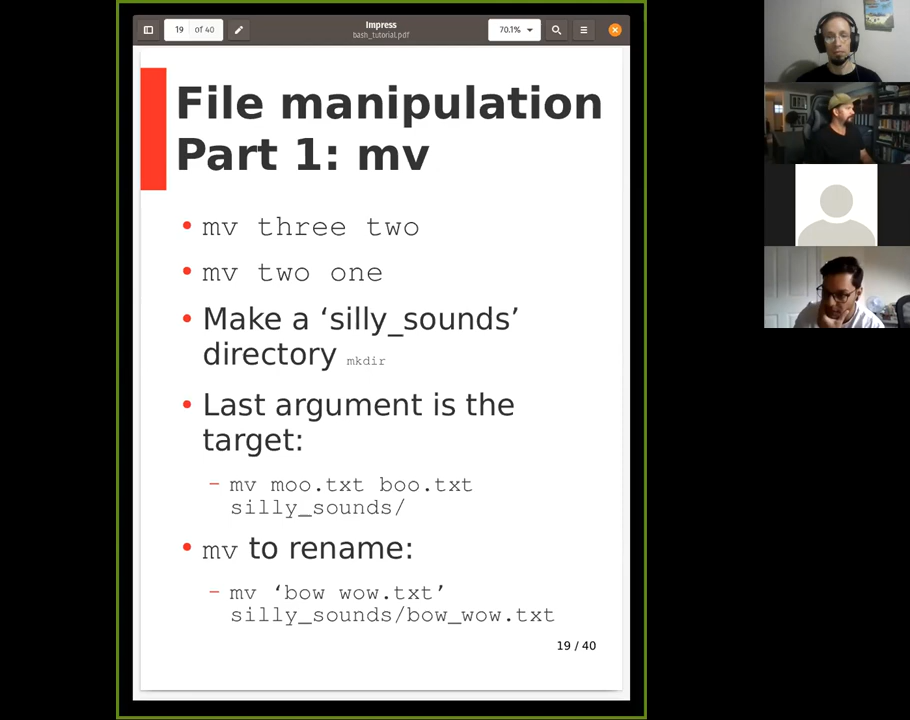 19 of 40
Impress
bash_tutorial.pdf
70.1%
File manipulation
Part 1: mv
• mv three two
• mv two one
• Make a ‘silly_sounds’
directory mkdir
• Last argument is the
target:
– mv moo.txt boo.txt
silly_sounds/
• mv to rename:
– mv ‘bow wow.txt’
silly_sounds/bow_wow.txt
19 / 40